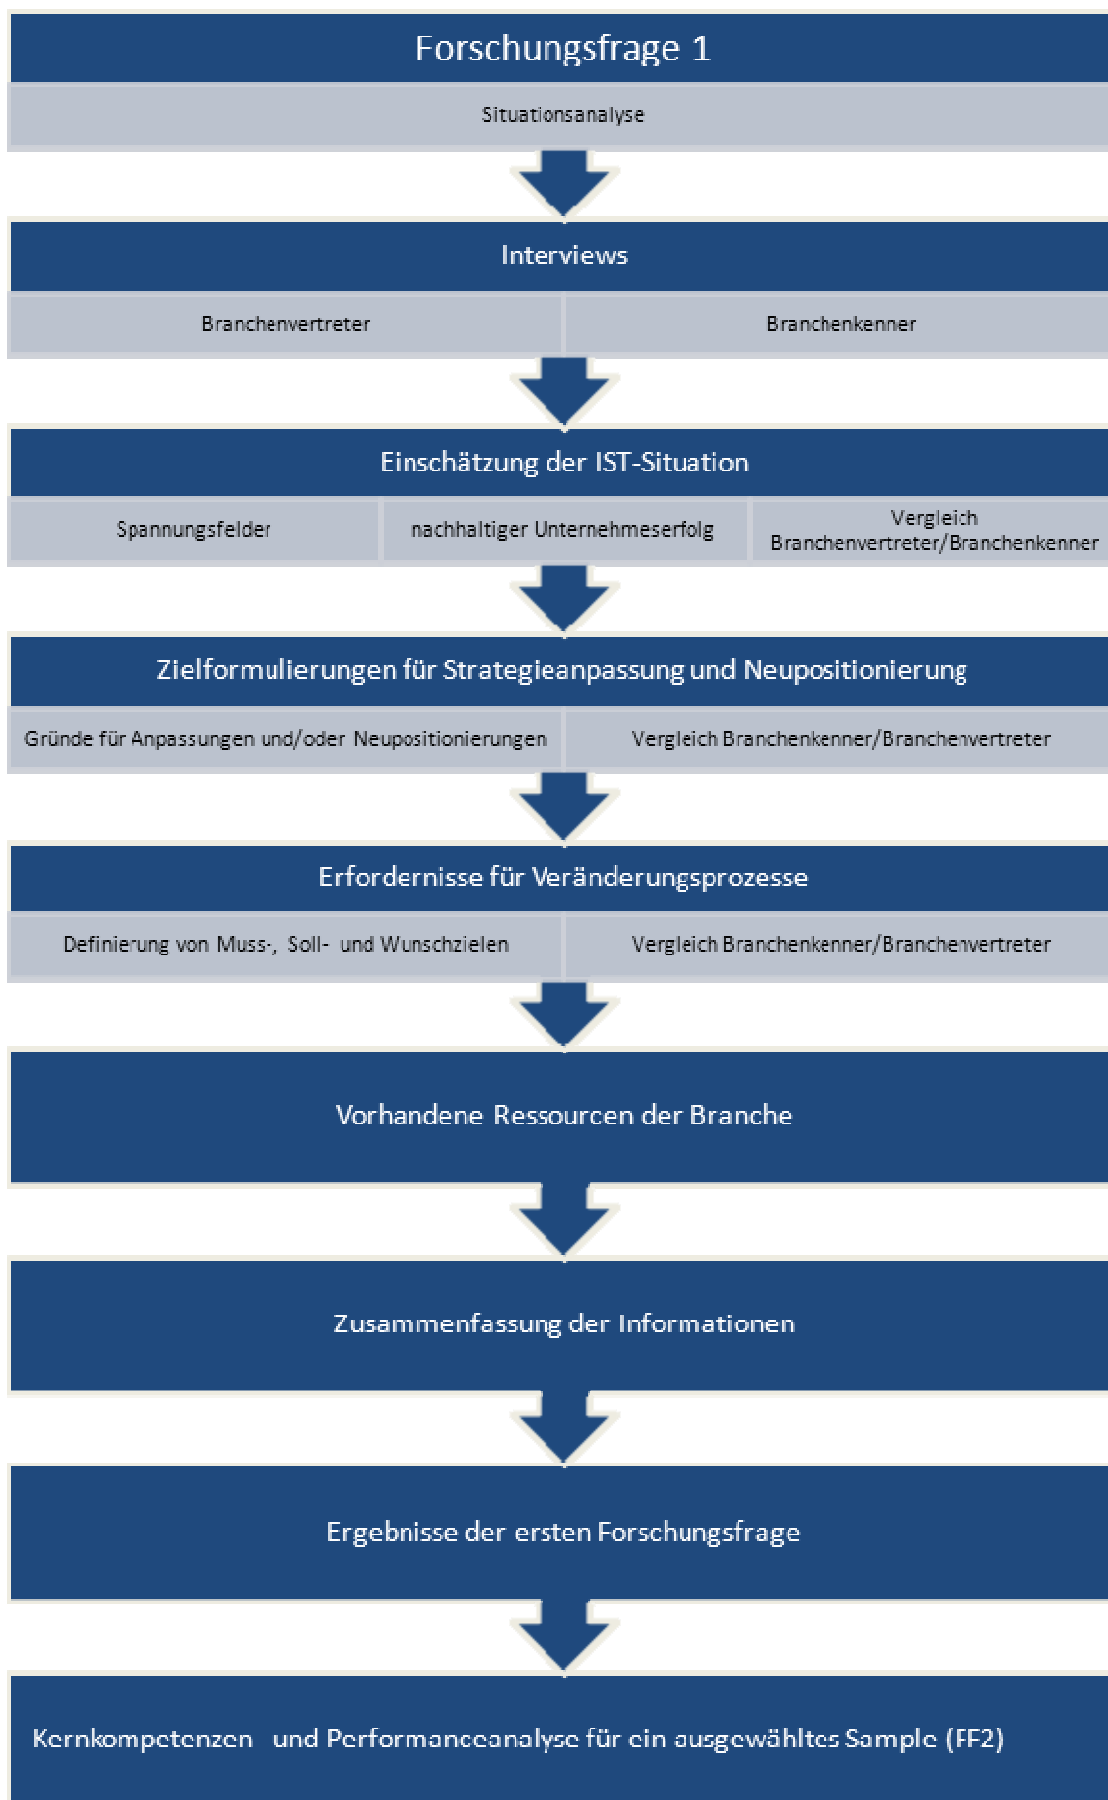 Forschungsfrage 1
Situationsanalyse
Interviews
Branchenvertreter
Branchenkenner
Einschätzung der IST-Situation
Spannungsfelder
nachhaltiger Unternehmeserfolg
Vergleich
Branchenvertreter/Branchenkenner
Zielformulierungen für Strategieanpassung und Neupositionierung
Gründe für Anpassungen und/oder Neupositionierungen
Vergleich Branchenkenner/Branchenvertreter
Erfordernisse für Veränderungsprozesse
Definierung von Muss-, Soll- und Wunschzielen
Vergleich Branchenkenner/Branchenvertreter
Vorhandene Ressourcen der Branche
Zusammenfassung der Informationen
Ergebnisse der ersten Forschungsfrage
Kernkompetenzen und Performanceanalyse für ein ausgewähltes Sample (FF2)